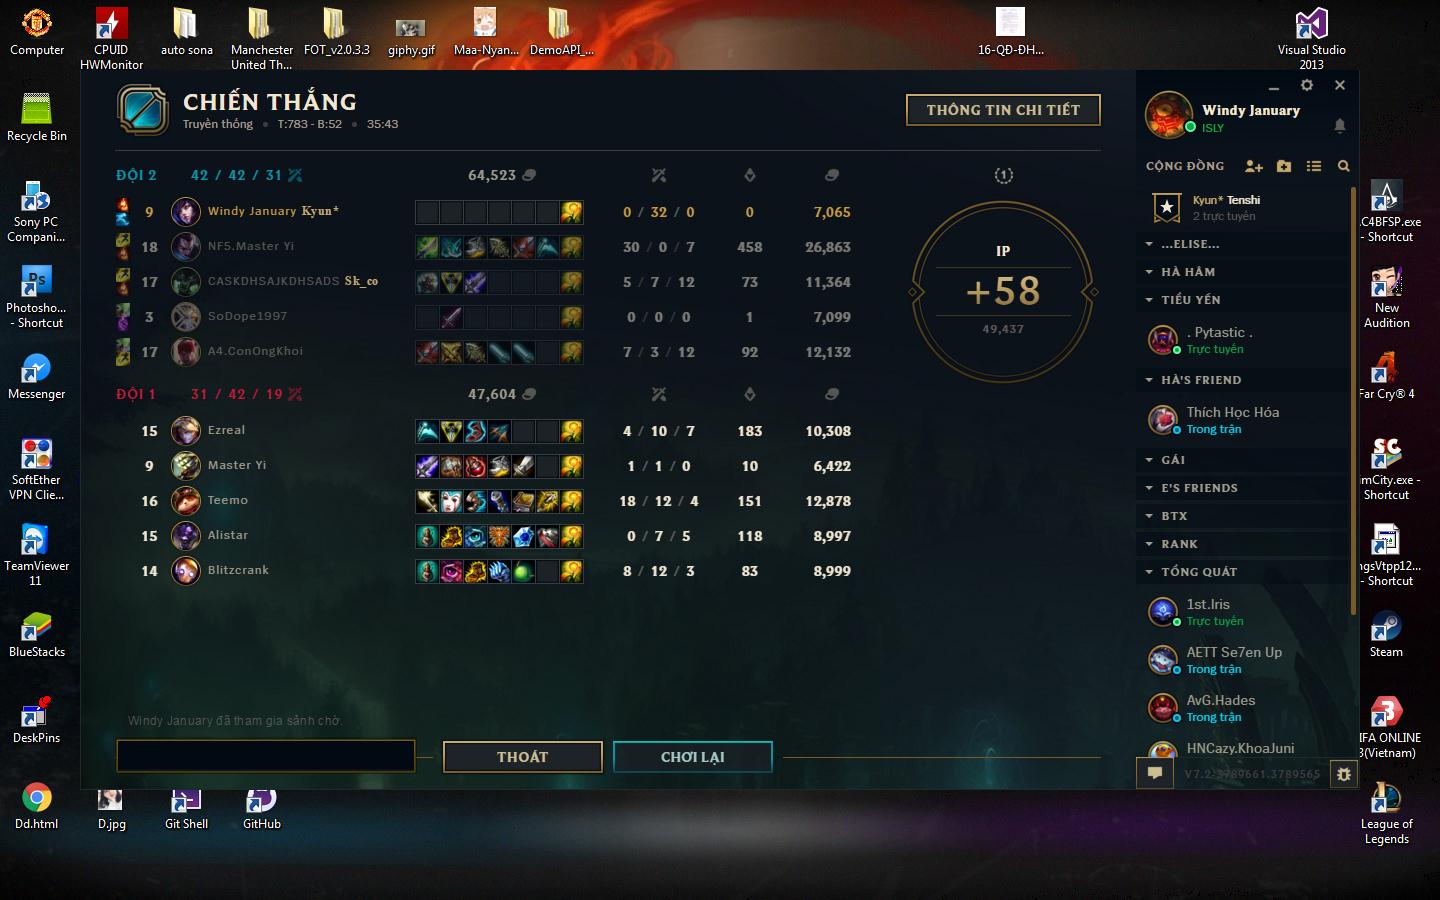 Computer
CPUID
HWMonitor
auto sona
Manchester
United Th...
FOT_v2.0.3.3
giphy.gif
Maa-Nyan...
DemoAPI_...
16-QĐ-ĐH...
Visual Studio
2013
Recycle Bin
Sony PC
Compani...
Photosho...
- Shortcut
Messenger
SoftEther
VPN Clie...
TeamViewer
11
BlueStacks
DeskPins
Dd.html
D.jpg
Git Shell
GitHub
CHIẾN THẮNG
Truyền thống • T:783 - B:52 • 35:43
THÔNG TIN CHI TIẾT
ĐỘI 2 42 / 42 / 31 64,523
9 Windy January Kyun* 0 / 32 / 0 0 7,065
18 NF5.Master Yi 30 / 0 / 7 458 26,863
17 CASKDHSAJKDHSADS Sk_co 5 / 7 / 12 73 11,364
3 SoDope1997 0 / 0 / 0 1 7,099
17 A4.ConOngKhoi 7 / 3 / 12 92 12,132
1
IP
+58
49,437
ĐỘI 1 31 / 42 / 19 47,604
15 Ezreal 4 / 10 / 7 183 10,308
9 Master Yi 1 / 1 / 0 10 6,422
16 Teemo 18 / 12 / 4 151 12,878
15 Alistar 0 / 7 / 5 118 8,997
14 Blitzcrank 8 / 12 / 3 83 8,999
Windy January đã tham gia sảnh chờ.
THOÁT
CHƠI LẠI
Windy January
ISLY
CỘNG ĐỒNG
Kyun* Tenshi
2 trực tuyến
...ELISE...
HÀ HÂM
TIỂU YẾN
. Pytastic .
Trực tuyến
HÀ'S FRIEND
Thích Học Hóa
Trong trận
GÁI
E'S FRIENDS
BTX
RANK
TỔNG QUÁT
1st.Iris
Trực tuyến
AETT Se7en Up
Trong trận
AvG.Hades
Trong trận
HNCazy.KhoaJuni
V7.2-3789661.3789565
C4BFSP.exe
- Shortcut
New
Audition
Far Cry® 4
imCity.exe -
Shortcut
ngsVtpp12...
- Shortcut
Steam
IFA ONLINE
3(Vietnam)
League of
Legends